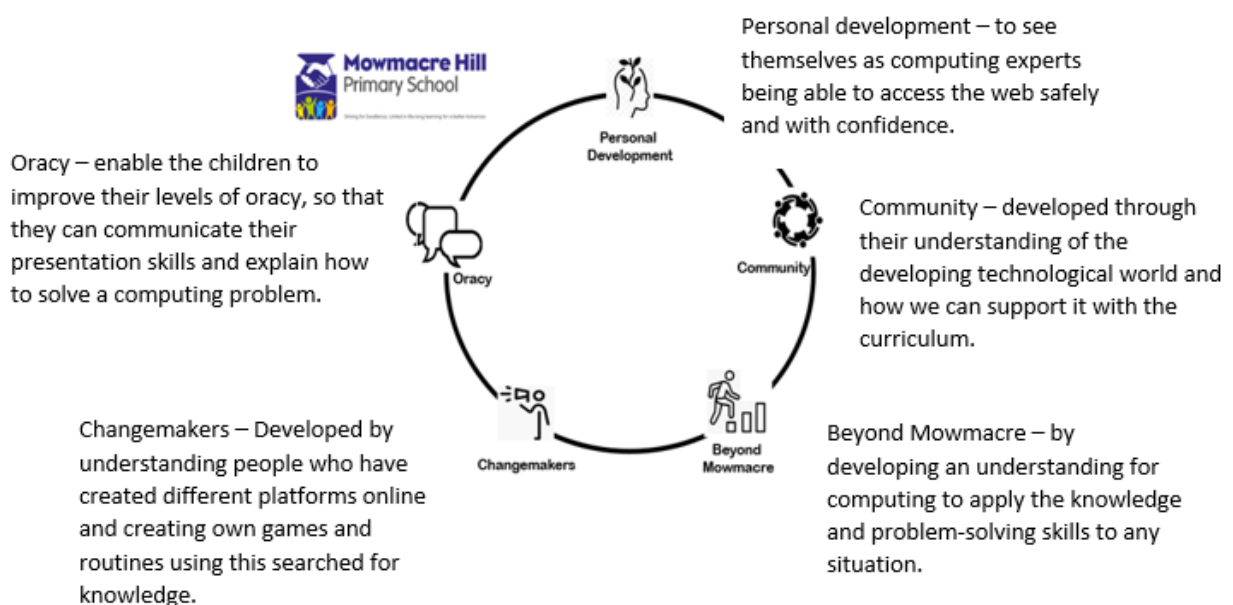 Mowmacre Hill
Primary School
Personal development – to see
themselves as computing experts
being able to access the web safely
and with confidence.
Personal
Development
Oracy – enable the children to
improve their levels of oracy, so that
they can communicate their
presentation skills and explain how
to solve a computing problem.
Oracy
Community – developed through
their understanding of the
developing technological world and
how we can support it with the
curriculum.
Community
Changemakers – Developed by
understanding people who have
created different platforms online
and creating own games and
routines using this searched for
knowledge.
Changemakers
Beyond
Mowmacre
Beyond Mowmacre – by
developing an understanding for
computing to apply the knowledge
and problem-solving skills to any
situation.